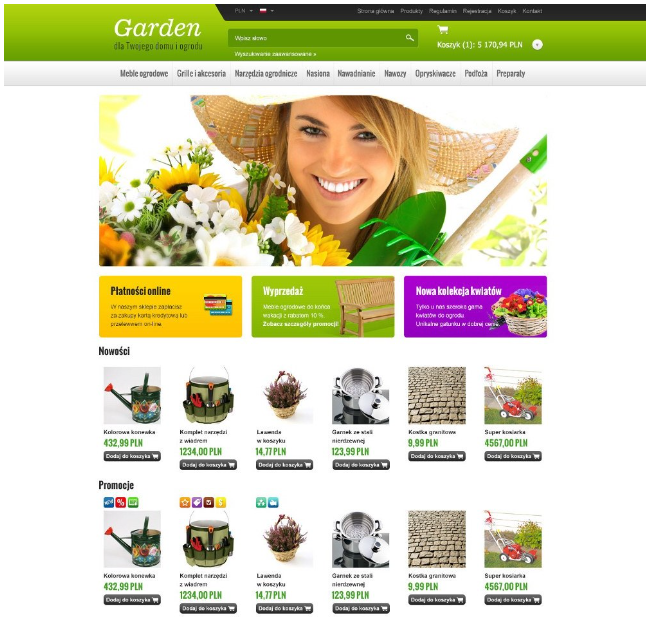 PLN
Strona główna Produkty Regulamin Rejestracja Koszyk Kontakt
Garden
dla Twojego domu i ogrodu
Wpisz słowo
Wyszukiwanie zaawansowane »
Koszyk (1): 5 170,94 PLN
Meble ogrodowe Grille i akcesoria Narzędzia ogrodnicze Nasiona Nawadnianie Nawozy Opryskiwacze Podłoża Preparaty
Płatności online
W naszym sklepie zapłacisz
za zakupy kartą kredytową lub
przelewem on-line.
Wyprzedaż
Meble ogrodowe do końca
wakacji z rabatem 10 %.
Zobacz szczegóły promocji!
Nowa kolekcja kwiatów
Tylko u nas szeroka gama
kwiatów do ogrodu.
Unikalne gatunku w dobrej cenie.
Nowości
Kolorowa konewka
432,99 PLN
Dodaj do koszyka
Komplet narzędzi
z wiadrem
1234,00 PLN
Dodaj do koszyka
Lawenda
w koszyku
14,77 PLN
Dodaj do koszyka
Garnek ze stali
nierdzewnej
123,99 PLN
Dodaj do koszyka
Kostka granitowa
9,99 PLN
Dodaj do koszyka
Super kosiarka
4567,00 PLN
Dodaj do koszyka
Promocje
Kolorowa konewka
432,99 PLN
Dodaj do koszyka
Komplet narzędzi
z wiadrem
1234,00 PLN
Dodaj do koszyka
Lawenda
w koszyku
14,77 PLN
Dodaj do koszyka
Garnek ze stali
nierdzewnej
123,99 PLN
Dodaj do koszyka
Kostka granitowa
9,99 PLN
Dodaj do koszyka
Super kosiarka
4567,00 PLN
Dodaj do koszyka